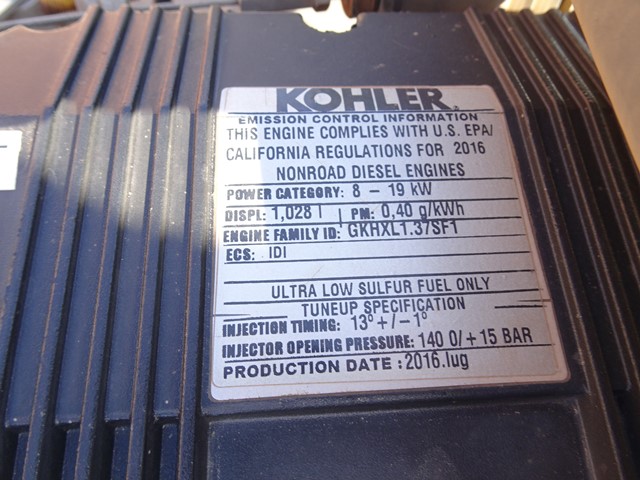 KOHLER.
EMISSION CONTROL INFORMATION
THIS ENGINE COMPLIES WITH U.S. EPA/
CALIFORNIA REGULATIONS FOR 2016
NONROAD DIESEL ENGINES
POWER CATEGORY: 8 - 19 kW
DISPL: 1,028 l | PM: 0,40 g/kWh
ENGINE FAMILY ID: GKHXL1.37SF1
ECS: IDI
ULTRA LOW SULFUR FUEL ONLY
TUNEUP SPECIFICATION
INJECTION TIMING: 13° +/- 1°
INJECTOR OPENING PRESSURE: 140 0/+15 BAR
PRODUCTION DATE: 2016.lug